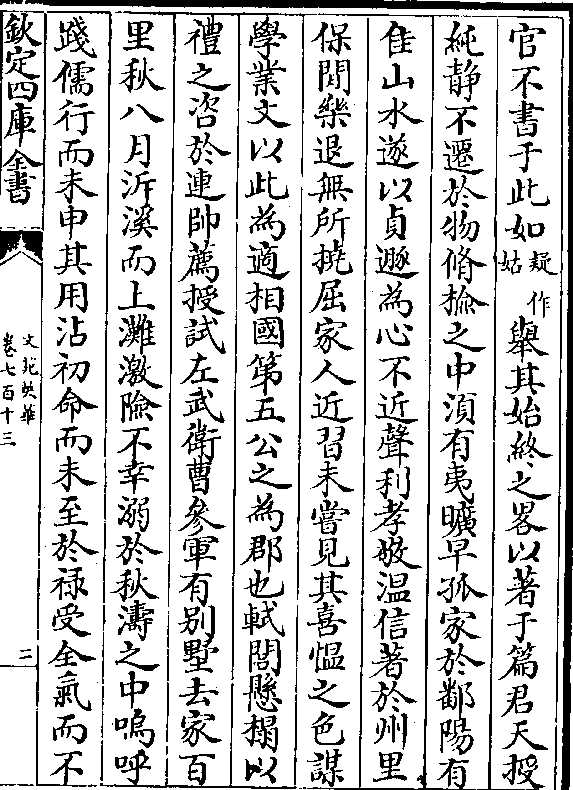 官不書于此如疑作姑舉其始終之畧以著于篇君天授
純静不遷於物脩撿之中湏有夷曠早孤家於鄱陽有
佳山水遂以貞遯為心不近聲利孝敬温信著於州里
保閒樂退無所撓屈家人近習未嘗見其喜愠之色謀
學業文以此為適相國第五公之為郡也軾閭懸榻以
禮之咨於連帥薦授試左武衛曹參軍有别墅去家百
里秋八月泝溪而上灘激險不幸溺於秋濤之中嗚呼
踐儒行而未申其用沾初命而未至於禄受全氣而不
欽定四庫全書
文苑英華
卷七百十三
二